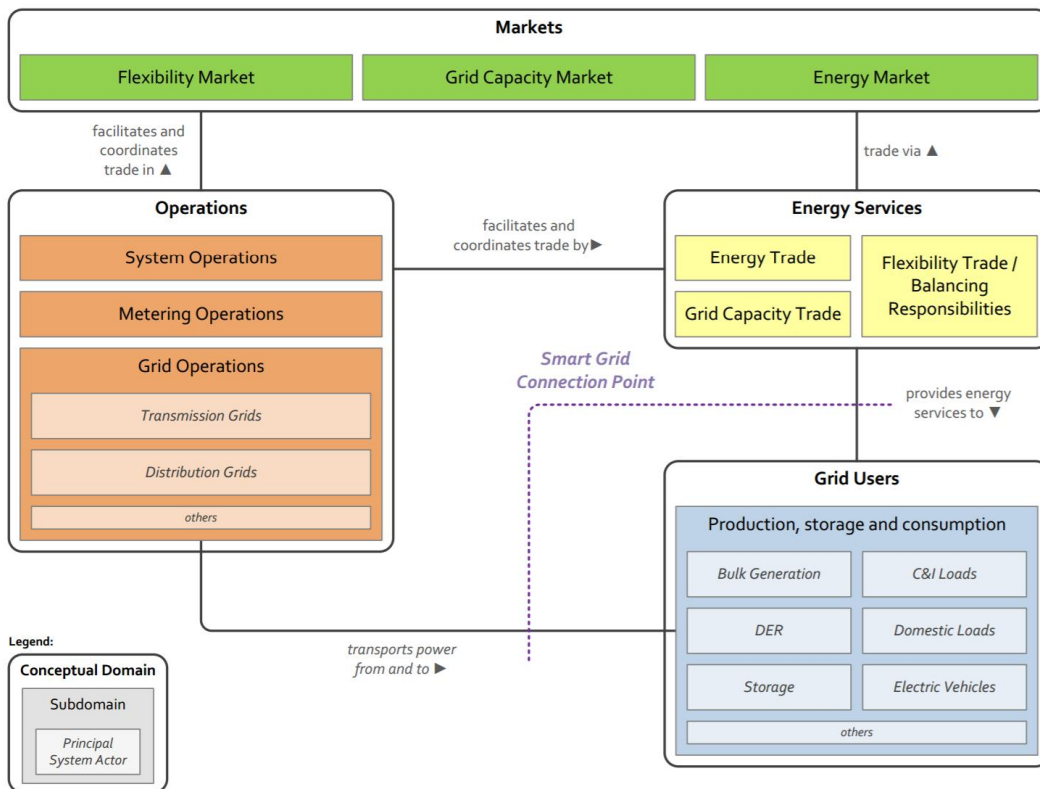 Markets
Flexibility Market
Grid Capacity Market
Energy Market
facilitates and
coordinates
trade in ▲
trade via ▲
Operations
System Operations
Metering Operations
Grid Operations
Transmission Grids
Distribution Grids
others
facilitates and
coordinates trade by ►
Energy Services
Energy Trade
Grid Capacity Trade
Flexibility Trade /
Balancing
Responsibilities
Smart Grid
Connection Point
provides energy
services to ▼
Grid Users
Production, storage and consumption
Bulk Generation
C&I Loads
DER
Domestic Loads
Storage
Electric Vehicles
others
transports power
from and to ►
Legend:
Conceptual Domain
Subdomain
Principal
System Actor